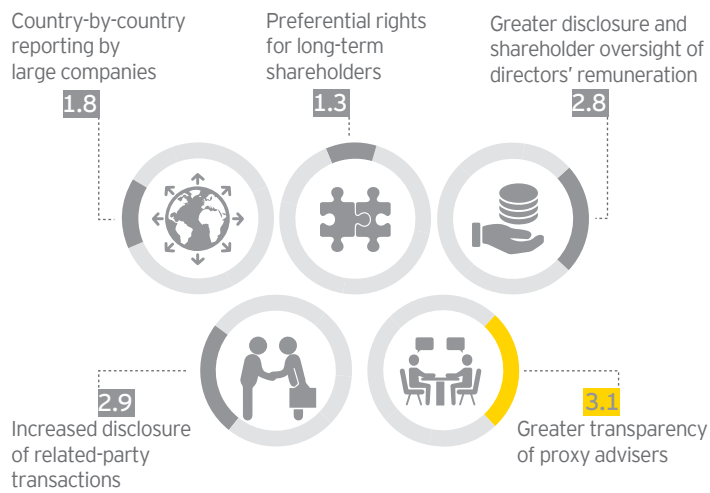 Country-by-country
reporting by
large companies
1.8
Preferential rights
for long-term
shareholders
1.3
Greater disclosure and
shareholder oversight of
directors’ remuneration
2.8
2.9
Increased disclosure
of related-party
transactions
3.1
Greater transparency
of proxy advisers